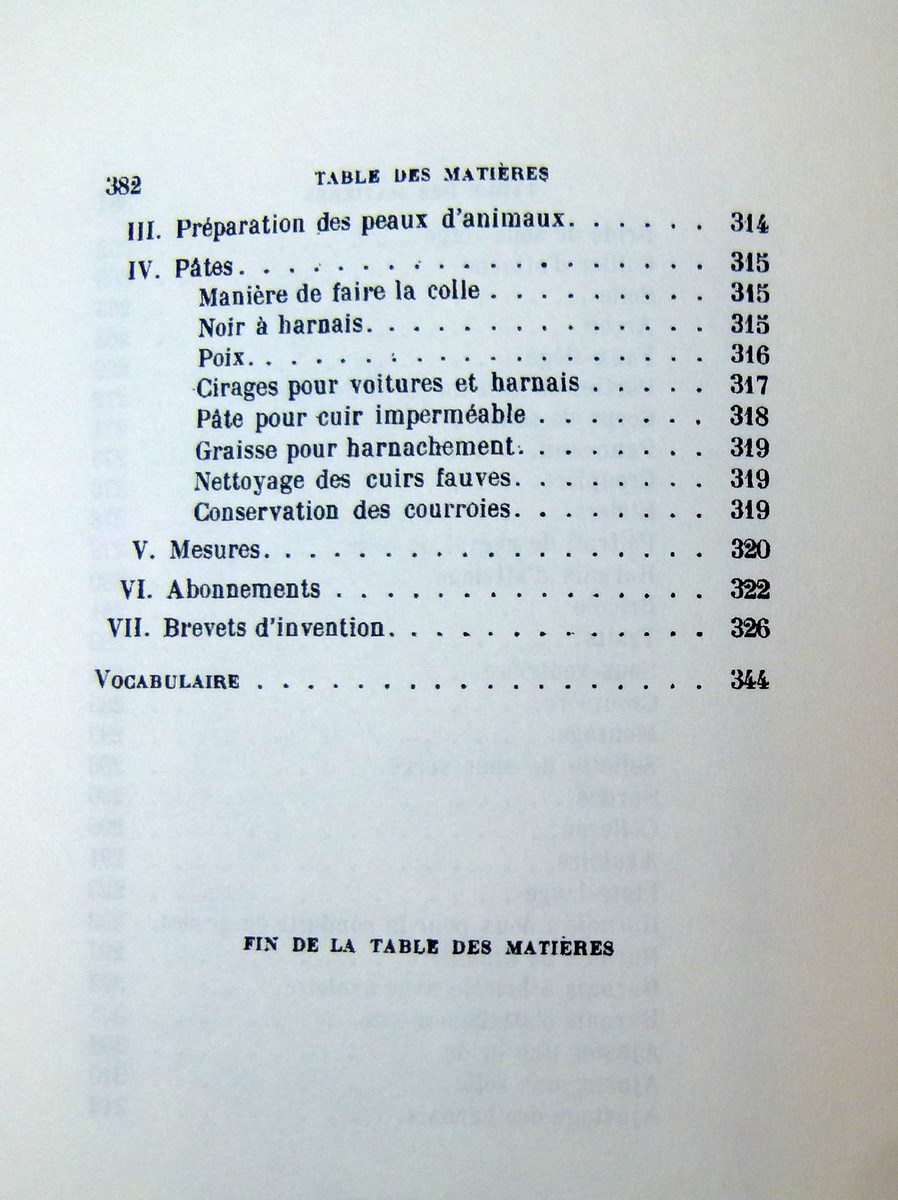 382 TABLE DES MATIÈRES
III. Préparation des peaux d'animaux. . . . . . 314
IV. Pâtes. . . . . . . . . . . . . . . 315
Manière de faire la colle . . . . . . . . 315
Noir à harnais. . . . . . . . . . . . 315
Poix. . . . . . . . . . . . . . . . 316
Cirages pour voitures et harnais . . . . . 317
Pâte pour cuir imperméable . . . . . . 318
Graisse pour harnachement. . . . . . . 319
Nettoyage des cuirs fauves. . . . . . . 319
Conservation des courroies. . . . . . . 319
V. Mesures. . . . . . . . . . . . . . . 320
VI. Abonnements . . . . . . . . . . . . . 322
VII. Brevets d'invention. . . . . . . . . . . 326
VOCABULAIRE . . . . . . . . . . . . . . . . 344
FIN DE LA TABLE DES MATIÈRES